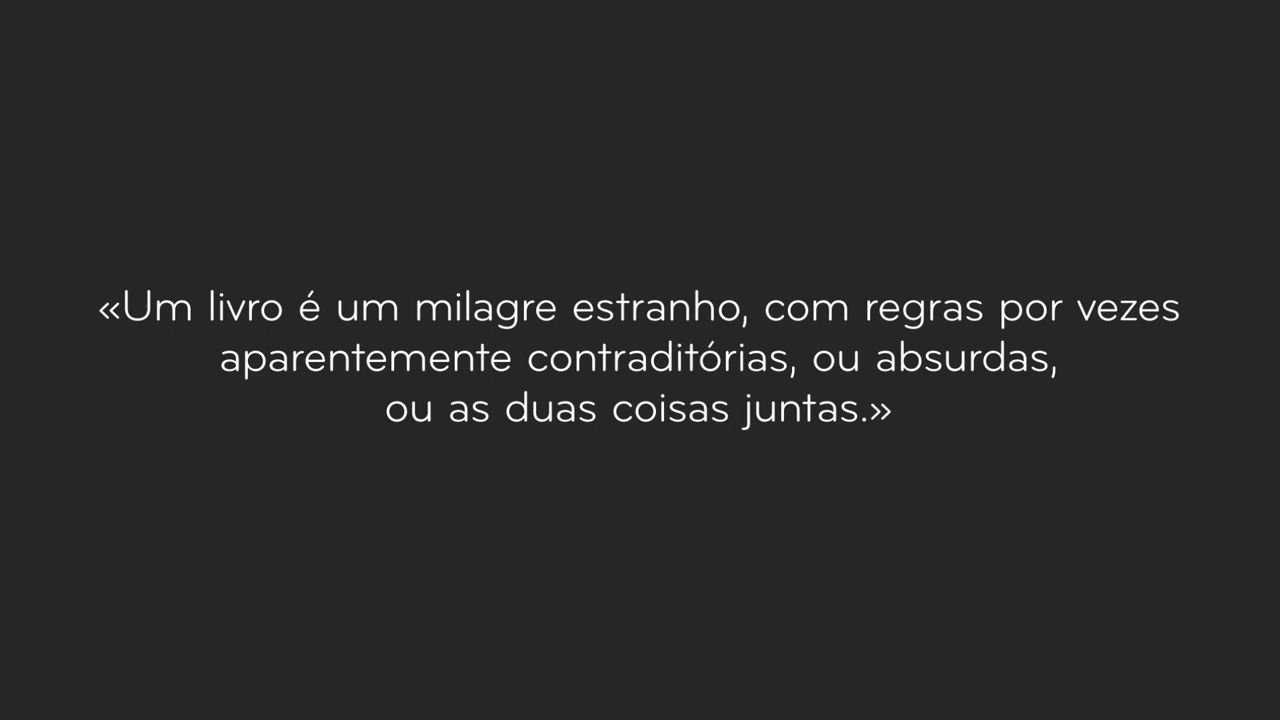 «Um livro é um milagre estranho, com regras por vezes
aparentemente contraditórias, ou absurdas,
ou as duas coisas juntas.»